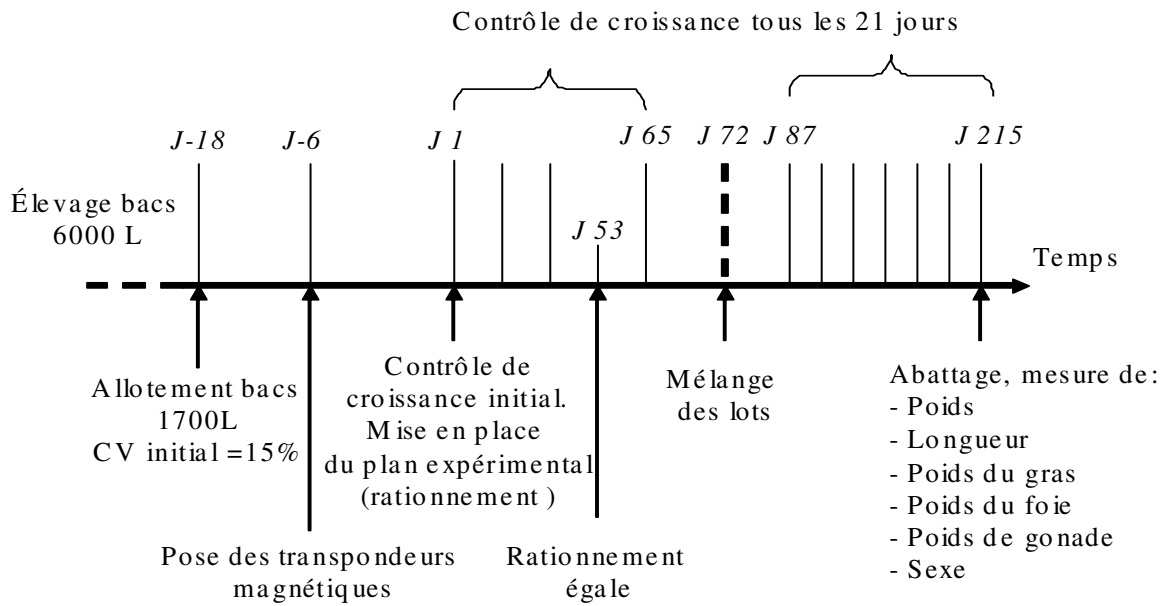 Contrôle de croissance tous les 21 jours
J-18
J-6
J 1
J 65
J 72
J 87
J 215
Élevage bacs
6000 L
J 53
Temps
Allotement bacs
1700L
CV initial =15%
Contrôle de
croissance initial.
Mise en place
du plan expérimental
(rationnement )
Mélange
des lots
Abattage, mesure de:
- Poids
- Longueur
- Poids du gras
- Poids du foie
- Poids de gonade
- Sexe
Pose des transpondeurs
magnétiques
Rationnement
égale